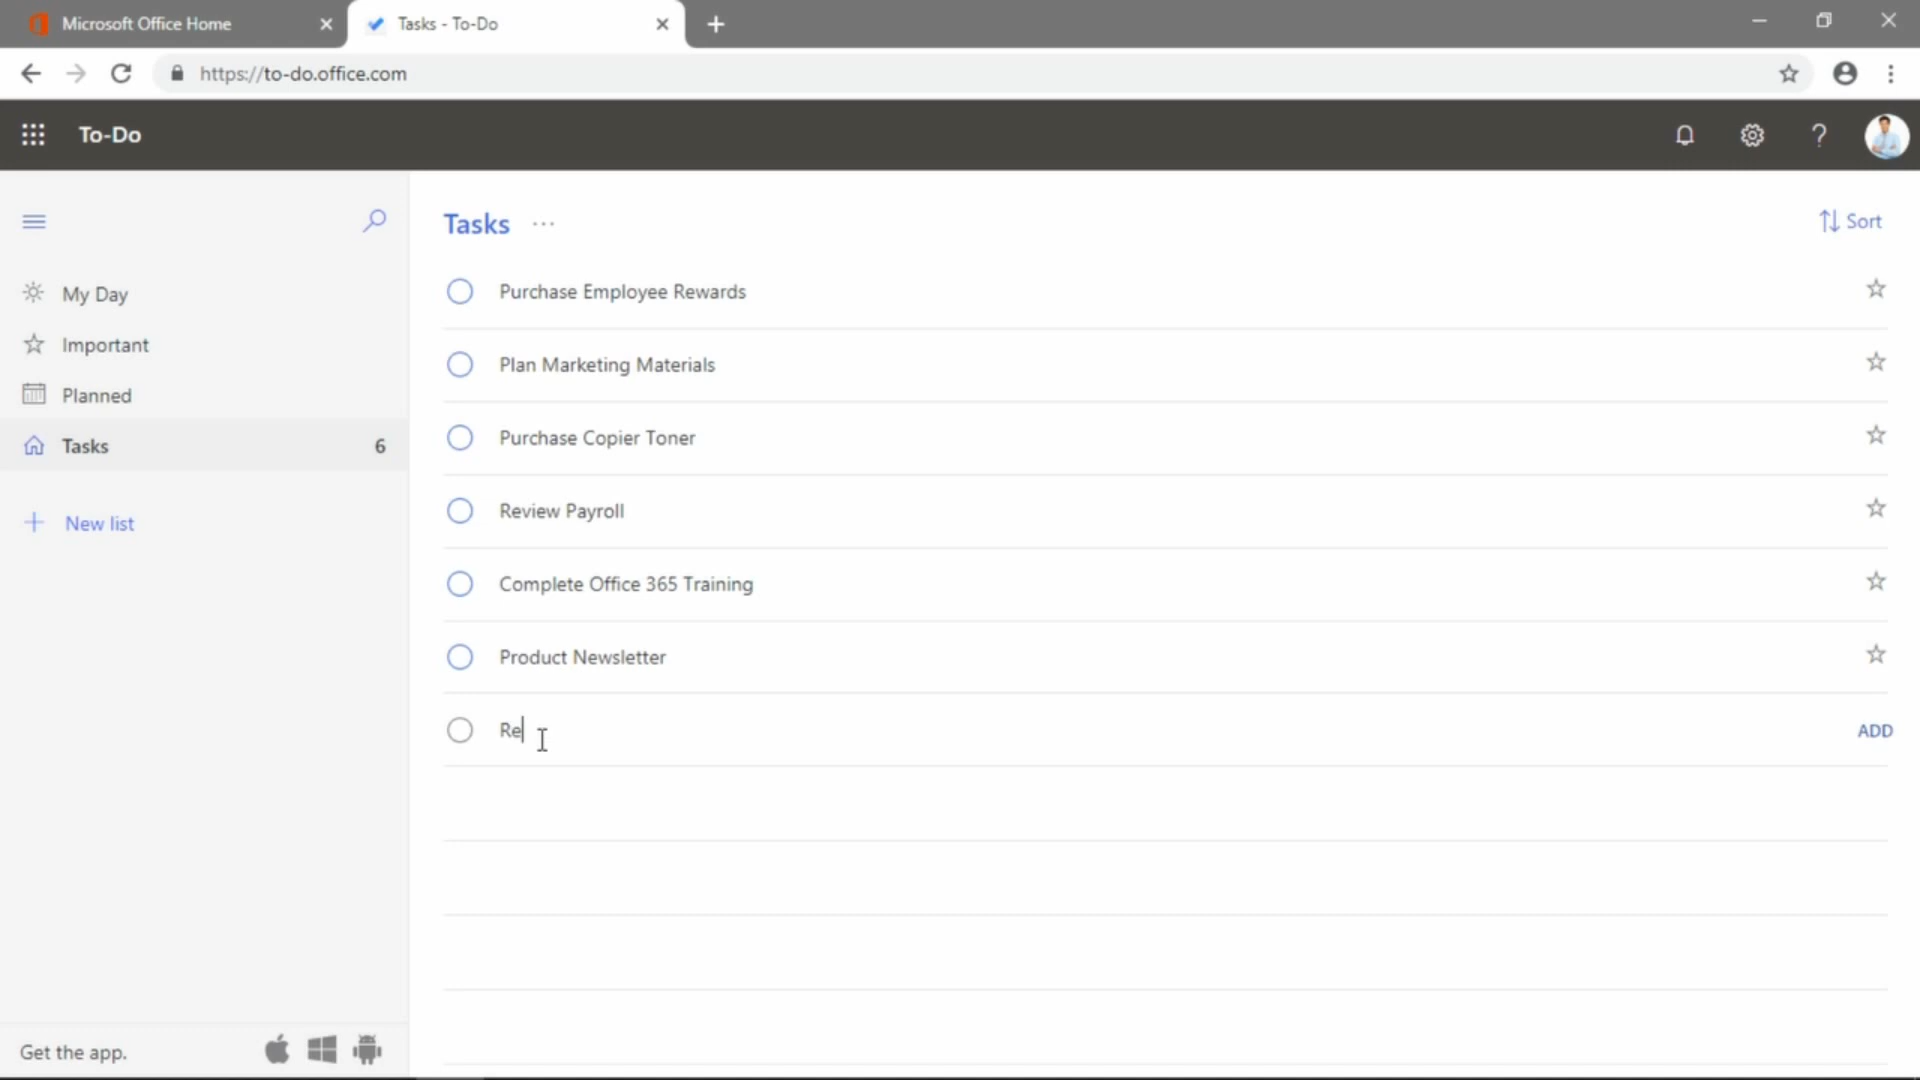 Microsoft Office Home
Tasks - To-Do
https://to-do.office.com
To-Do
Tasks
Sort
My Day
Important
Planned
Tasks 6
New list
Purchase Employee Rewards
Plan Marketing Materials
Purchase Copier Toner
Review Payroll
Complete Office 365 Training
Product Newsletter
Re
ADD
Get the app.